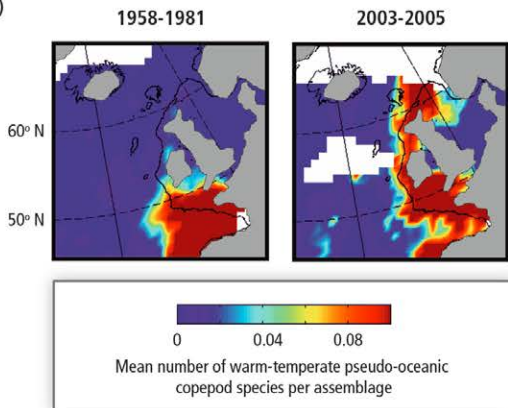 )
1958-1981
2003-2005
60° N
50° N
0
0.04
0.08
Mean number of warm-temperate pseudo-oceanic
copepod species per assemblage